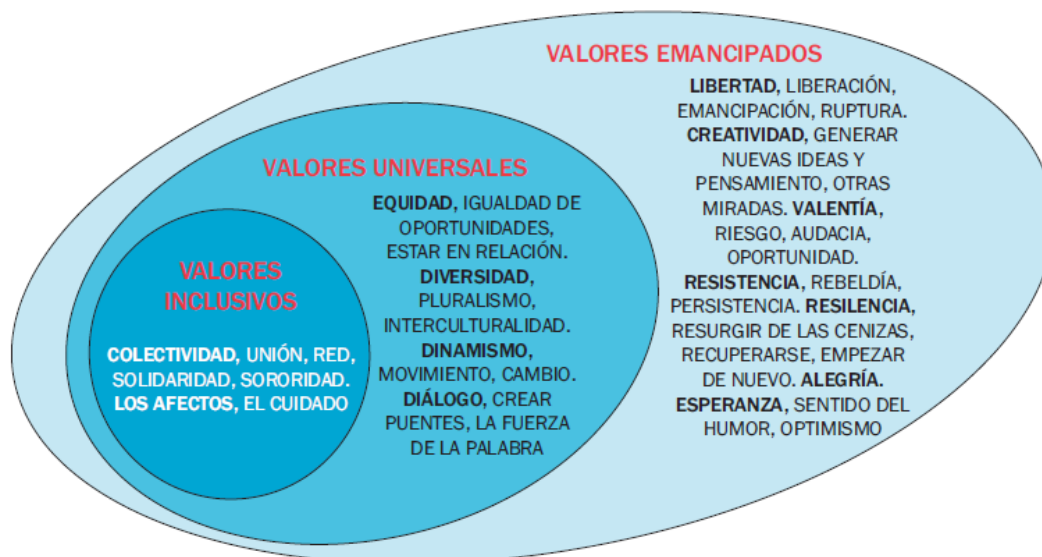 VALORES EMANCIPADOS
LIBERTAD, LIBERACIÓN,
EMANCIPACIÓN, RUPTURA.
CREATIVIDAD, GENERAR
NUEVAS IDEAS Y
PENSAMIENTO, OTRAS
MIRADAS. VALENTÍA,
RIESGO, AUDACIA,
OPORTUNIDAD.
RESISTENCIA, REBELDÍA,
PERSISTENCIA. RESILENCIA,
RESURGIR DE LAS CENIZAS,
RECUPERARSE, EMPEZAR
DE NUEVO. ALEGRÍA.
ESPERANZA, SENTIDO DEL
HUMOR, OPTIMISMO
VALORES UNIVERSALES
EQUIDAD, IGUALDAD DE
OPORTUNIDADES,
ESTAR EN RELACIÓN.
DIVERSIDAD,
PLURALISMO,
INTERCULTURALIDAD.
DINAMISMO,
MOVIMIENTO, CAMBIO.
DIÁLOGO, CREAR
PUENTES, LA FUERZA
DE LA PALABRA
VALORES
INCLUSIVOS
COLECTIVIDAD, UNIÓN, RED,
SOLIDARIDAD, SORORIDAD.
LOS AFECTOS, EL CUIDADO